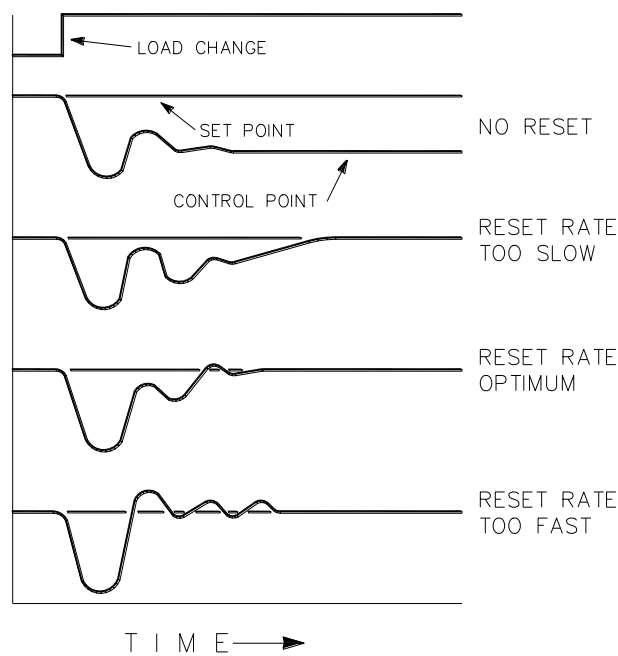 LOAD CHANGE
SET POINT
NO RESET
CONTROL POINT
RESET RATE
TOO SLOW
RESET RATE
OPTIMUM
RESET RATE
TOO FAST
TIME